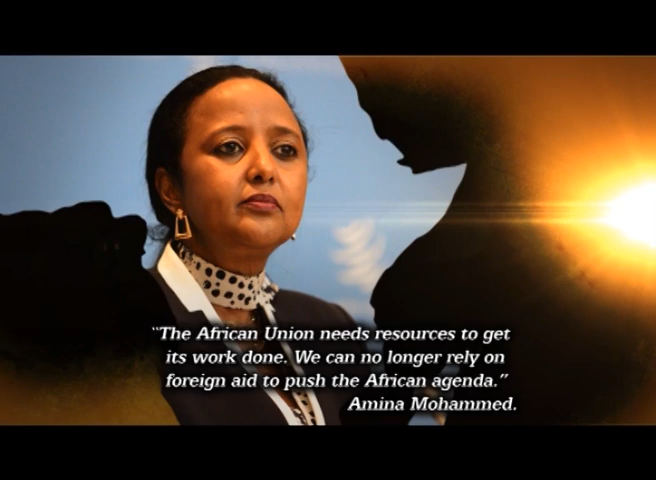 “The African Union needs resources to get
its work done. We can no longer rely on
foreign aid to push the African agenda.”
Amina Mohammed.